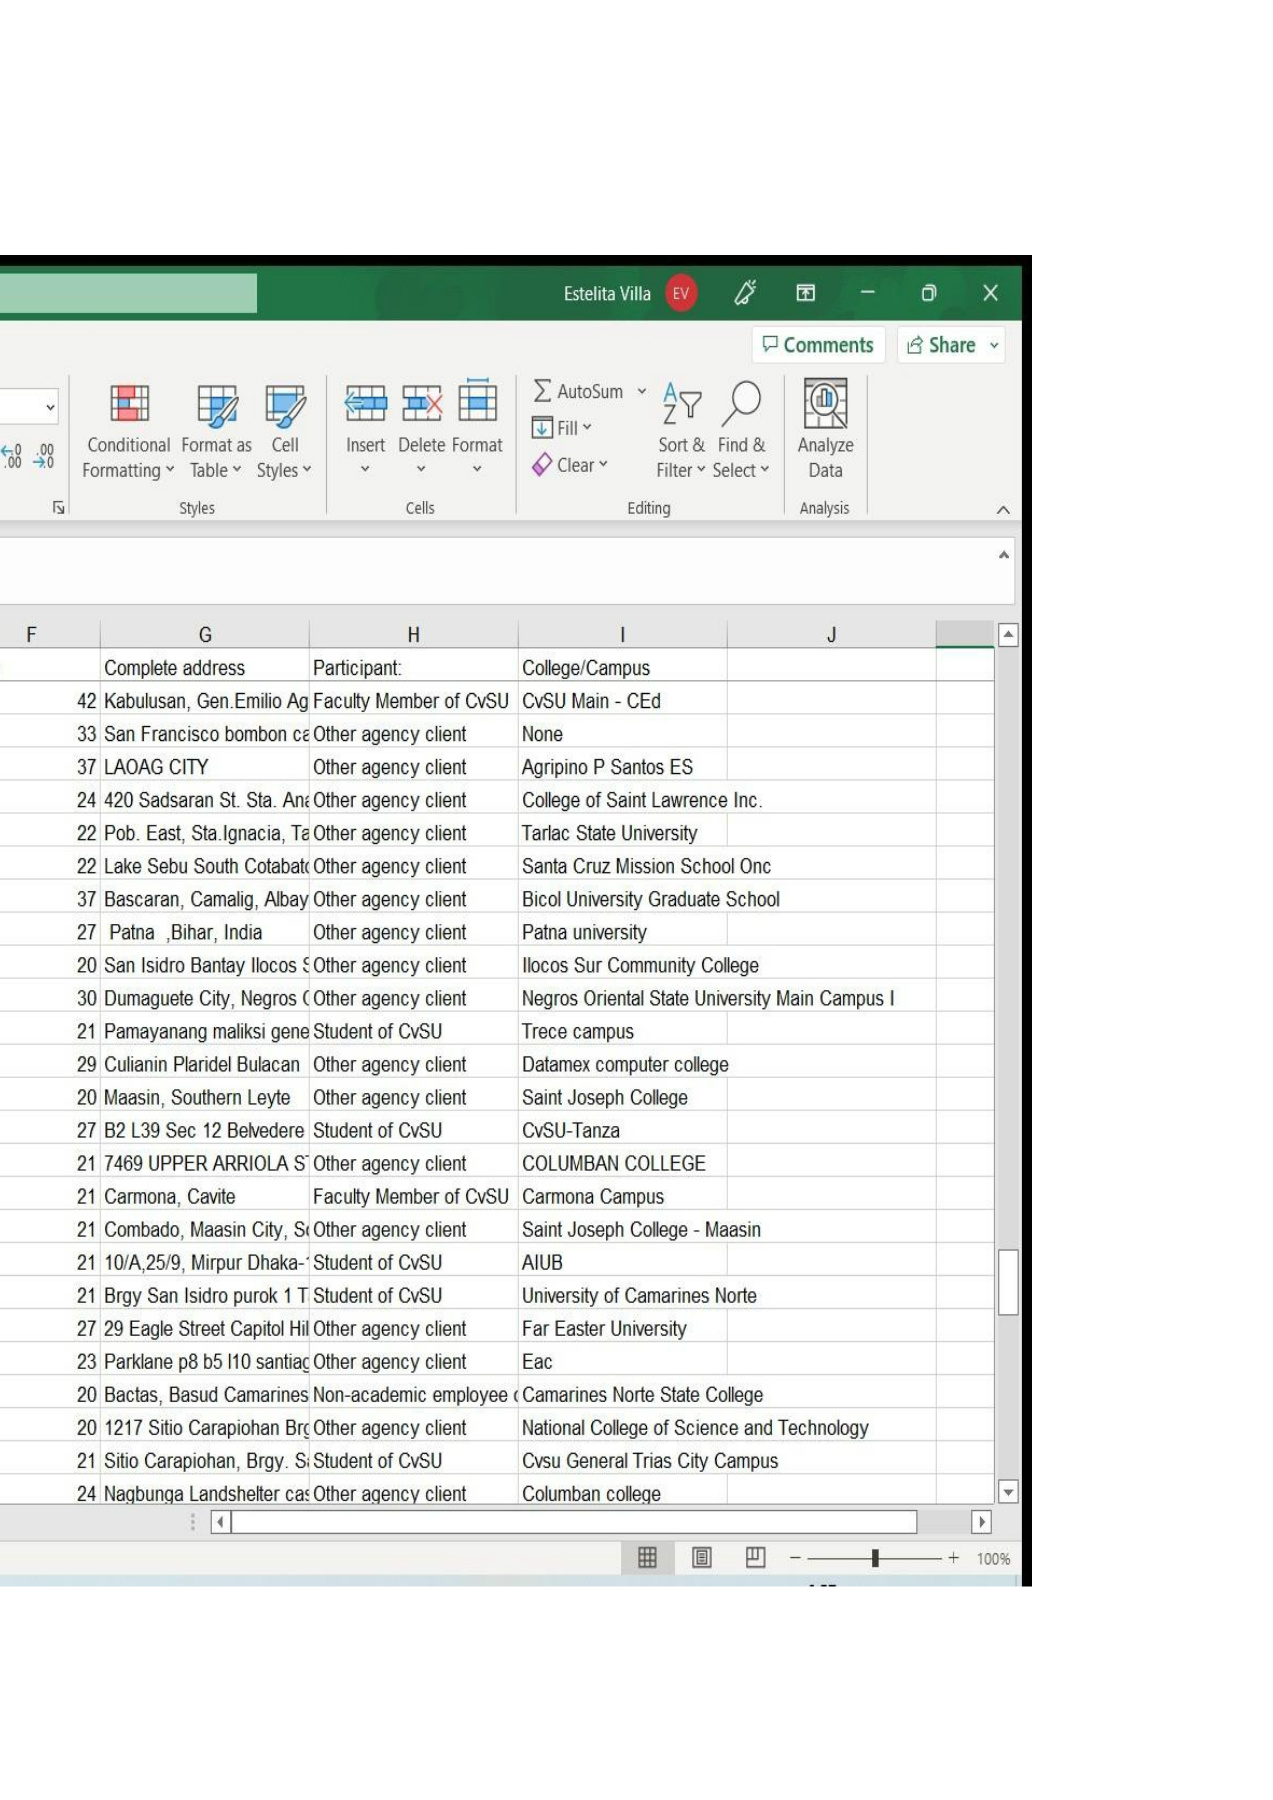 Estelita Villa EV
Comments Share
AutoSum
Fill
Clear
Conditional Formatting
Format as Table
Cell Styles
Insert
Delete
Format
Sort & Filter
Find & Select
Analyze Data
Styles
Cells
Editing
Analysis
F G H I J
Complete address Participant: College/Campus
42 Kabulusan, Gen.Emilio Ag Faculty Member of CvSU CvSU Main - CEd
33 San Francisco bombon ca Other agency client None
37 LAOAG CITY Other agency client Agripino P Santos ES
24 420 Sadsaran St. Sta. Ana Other agency client College of Saint Lawrence Inc.
22 Pob. East, Sta.Ignacia, Ta Other agency client Tarlac State University
22 Lake Sebu South Cotabato Other agency client Santa Cruz Mission School Onc
37 Bascaran, Camalig, Albay Other agency client Bicol University Graduate School
27 Patna ,Bihar, India Other agency client Patna university
20 San Isidro Bantay Ilocos S Other agency client Ilocos Sur Community College
30 Dumaguete City, Negros Other agency client Negros Oriental State University Main Campus I
21 Pamayanang maliksi gene Student of CvSU Trece campus
29 Culianin Plaridel Bulacan Other agency client Datamex computer college
20 Maasin, Southern Leyte Other agency client Saint Joseph College
27 B2 L39 Sec 12 Belvedere Student of CvSU CvSU-Tanza
21 7469 UPPER ARRIOLA ST Other agency client COLUMBAN COLLEGE
21 Carmona, Cavite Faculty Member of CvSU Carmona Campus
21 Combado, Maasin City, So Other agency client Saint Joseph College - Maasin
21 10/A,25/9, Mirpur Dhaka- Student of CvSU AIUB
21 Brgy San Isidro purok 1 T Student of CvSU University of Camarines Norte
27 29 Eagle Street Capitol Hil Other agency client Far Easter University
23 Parklane p8 b5 l10 santiag Other agency client Eac
20 Bactas, Basud Camarines Non-academic employee Camarines Norte State College
20 1217 Sitio Carapiohan Brg Other agency client National College of Science and Technology
21 Sitio Carapiohan, Brgy. Sa Student of CvSU Cvsu General Trias City Campus
24 Nagbunga Landshelter cas Other agency client Columban college
100%